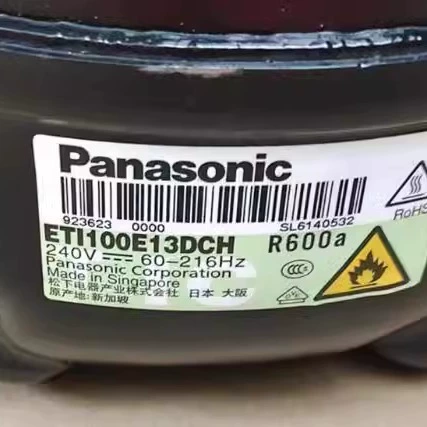 Panasonic
923623 0000 SL6140532
ETI100E13DCH R600a
240V⎓ 60-216Hz
Panasonic Corporation
Made in Singapore
松下电器产业株式会社 日本 大阪
原产地:新加坡
CCC
RoHS